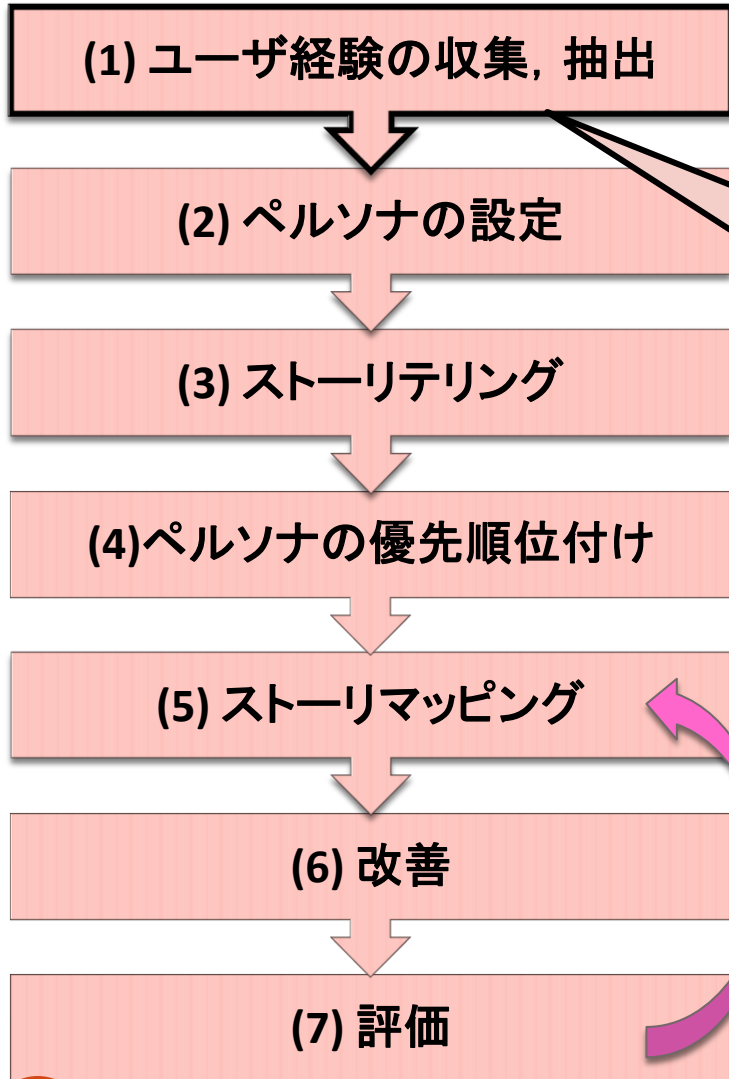 (1) ユーザ経験の収集，抽出
(2) ペルソナの設定
(3) ストーリテリング
(4)ペルソナの優先順位付け
(5) ストーリマッピング
(6) 改善
(7) 評価